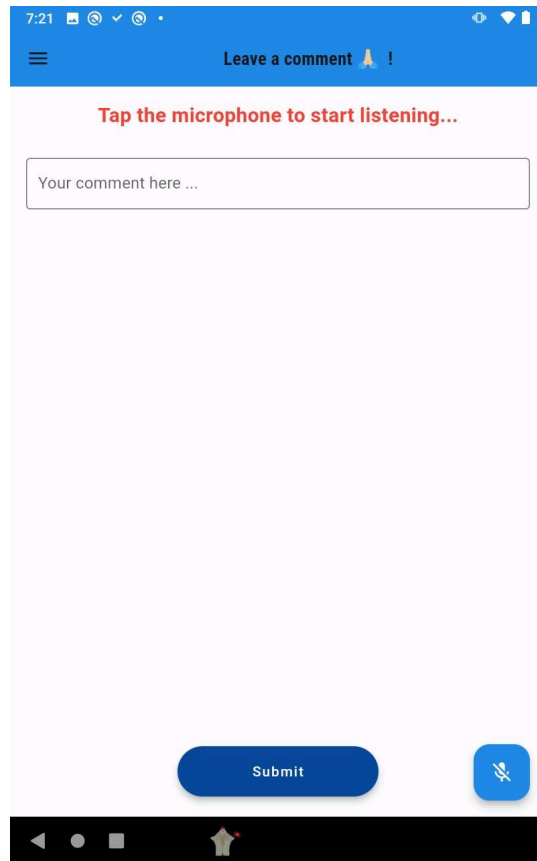 7:21
Leave a comment 🙏🏻 !
Tap the microphone to start listening...
Your comment here ...
Submit